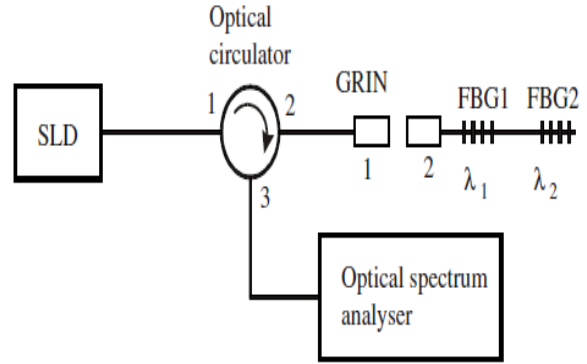 Optical
circulator
GRIN
FBG1 FBG2
SLD
1
2
3
1
2
λ1
λ2
Optical spectrum
analyser